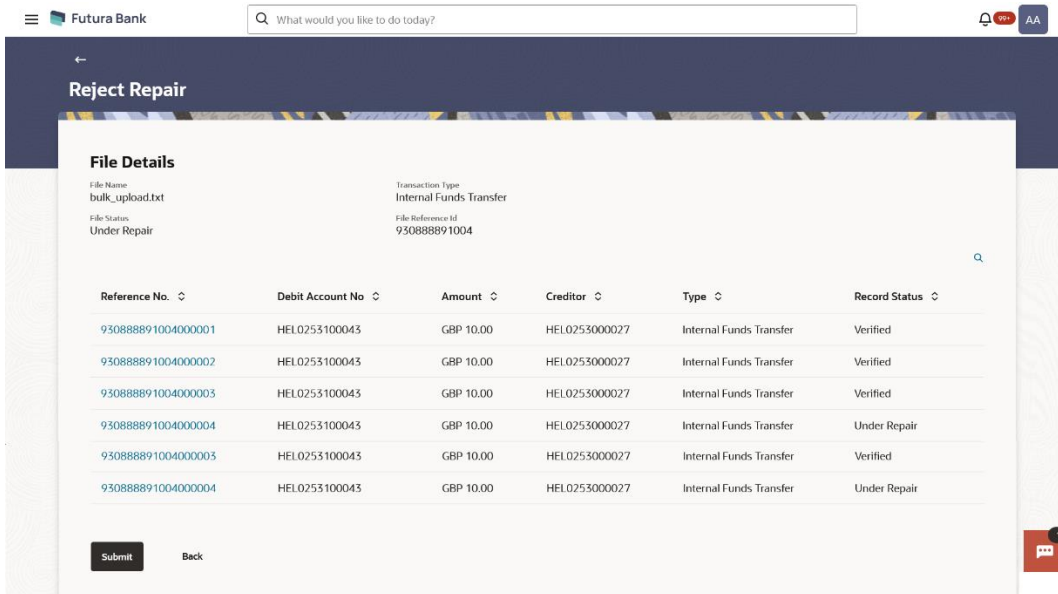 Futura Bank
What would you like to do today?
99+
AA
Reject Repair
File Details
File Name
bulk_upload.txt
Transaction Type
Internal Funds Transfer
File Status
Under Repair
File Reference Id
930888891004
Reference No. Debit Account No Amount Creditor Type Record Status
930888891004000001 HEL0253100043 GBP 10.00 HEL0253000027 Internal Funds Transfer Verified
930888891004000002 HEL0253100043 GBP 10.00 HEL0253000027 Internal Funds Transfer Verified
930888891004000003 HEL0253100043 GBP 10.00 HEL0253000027 Internal Funds Transfer Verified
930888891004000004 HEL0253100043 GBP 10.00 HEL0253000027 Internal Funds Transfer Under Repair
930888891004000003 HEL0253100043 GBP 10.00 HEL0253000027 Internal Funds Transfer Verified
930888891004000004 HEL0253100043 GBP 10.00 HEL0253000027 Internal Funds Transfer Under Repair
Submit Back